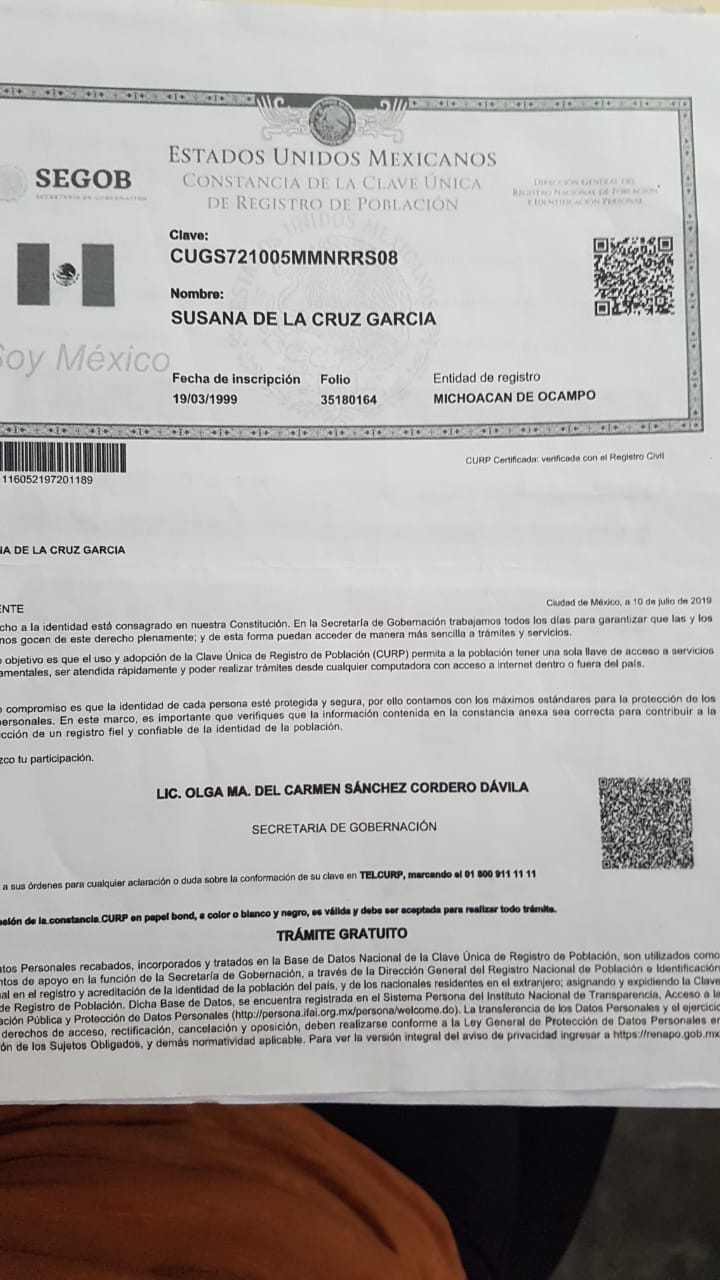 ESTADOS UNIDOS MEXICANOS
CONSTANCIA DE LA CLAVE ÚNICA
DE REGISTRO DE POBLACIÓN
SEGOB
SECRETARÍA DE GOBERNACIÓN
DIRECCIÓN GENERAL DEL
REGISTRO NACIONAL DE POBLACIÓN
E IDENTIFICACIÓN PERSONAL
Clave:
CUGS721005MMNRRS08
Nombre:
SUSANA DE LA CRUZ GARCIA
Soy México
Fecha de inscripción Folio Entidad de registro
19/03/1999 35180164 MICHOACAN DE OCAMPO
116052197201189
CURP Certificada: verificada con el Registro Civil
NA DE LA CRUZ GARCIA
Ciudad de México, a 10 de julio de 2019
ENTE
cho a la identidad está consagrado en nuestra Constitución. En la Secretaría de Gobernación trabajamos todos los días para garantizar que las y los
nos gocen de este derecho plenamente; y de esta forma puedan acceder de manera más sencilla a trámites y servicios.
o objetivo es que el uso y adopción de la Clave Única de Registro de Población (CURP) permita a la población tener una sola llave de acceso a servicios
amentales, ser atendida rápidamente y poder realizar trámites desde cualquier computadora con acceso a internet dentro o fuera del país.
o compromiso es que la identidad de cada persona esté protegida y segura, por ello contamos con los máximos estándares para la protección de los
personales. En este marco, es importante que verifiques que la información contenida en la constancia anexa sea correcta para contribuir a la
cción de un registro fiel y confiable de la identidad de la población.
zco tu participación.
LIC. OLGA MA. DEL CARMEN SÁNCHEZ CORDERO DÁVILA
SECRETARIA DE GOBERNACIÓN
a sus órdenes para cualquier aclaración o duda sobre la conformación de su clave en TELCURP, marcando el 01 800 911 11 11
esión de la constancia CURP en papel bond, a color o blanco y negro, es válida y debe ser aceptada para realizar todo trámite.
TRÁMITE GRATUITO
tos Personales recabados, incorporados y tratados en la Base de Datos Nacional de la Clave Única de Registro de Población, son utilizados como
ntos de apoyo en la función de la Secretaría de Gobernación, a través de la Dirección General del Registro Nacional de Población e Identificación
al en el registro y acreditación de la identidad de la población del país, y de los nacionales residentes en el extranjero; asignando y expidiendo la Clave
de Registro de Población. Dicha Base de Datos, se encuentra registrada en el Sistema Persona del Instituto Nacional de Transparencia, Acceso a la
ación Pública y Protección de Datos Personales (http://persona.ifai.org.mx/persona/welcome.do). La transferencia de los Datos Personales y el ejercicio
derechos de acceso, rectificación, cancelación y oposición, deben realizarse conforme a la Ley General de Protección de Datos Personales en
ón de los Sujetos Obligados, y demás normatividad aplicable. Para ver la versión integral del aviso de privacidad ingresar a https://renapo.gob.mx